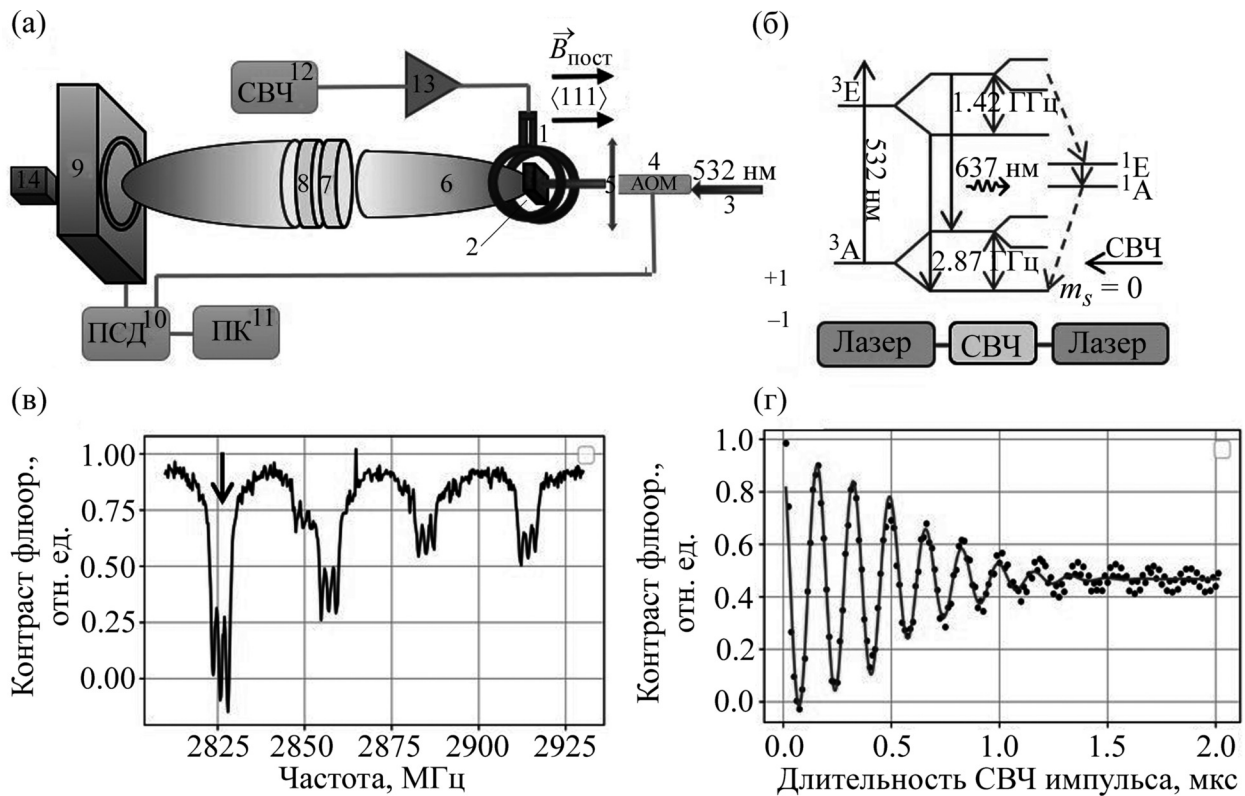 (а)
СВЧ 12
13
B⃗пост
⟨111⟩
1
4
АОМ
5
532 нм
3
6
2
7
8
9
14
ПСД 10
ПК 11
(б)
³E
1.42 ГГц
532 нм
637 нм
¹E
¹A
³A
2.87 ГГц
СВЧ
mₛ = 0
+1
−1
Лазер
СВЧ
Лазер
(в)
Контраст флюор.,
отн. ед.
1.00
0.75
0.50
0.25
0.00
2825
2850
2875
2900
2925
Частота, МГц
(г)
Контраст флюор.,
отн. ед.
1.0
0.8
0.6
0.4
0.2
0.0
0.0
0.5
1.0
1.5
2.0
Длительность СВЧ импульса, мкс